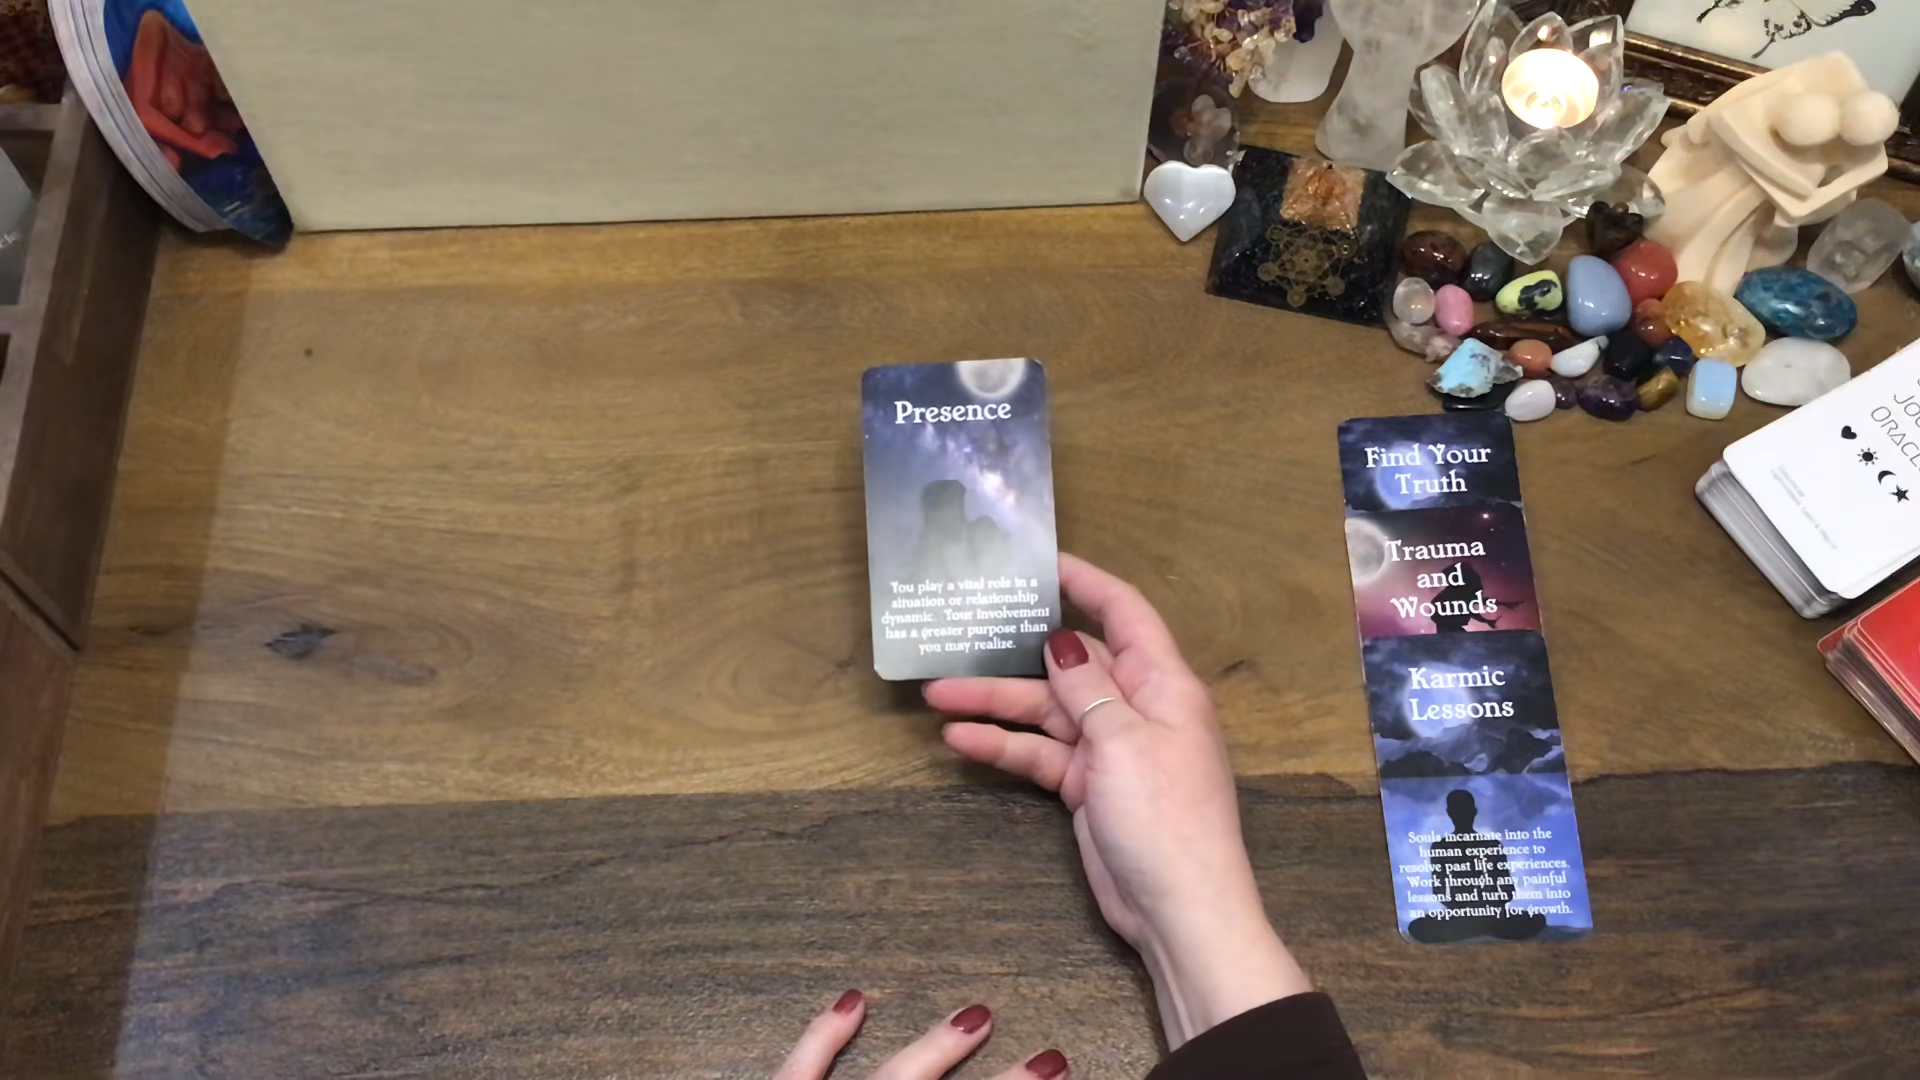 Presence
You play a vital role in a
situation or relationship
dynamic. Your involvement
has a greater purpose than
you may realize.
Find Your
Truth
Trauma
and
Wounds
Karmic
Lessons
Souls incarnate into the
human experience to
resolve past life experiences.
Work through any painful
lessons and turn them into
an opportunity for growth.
ORACLE